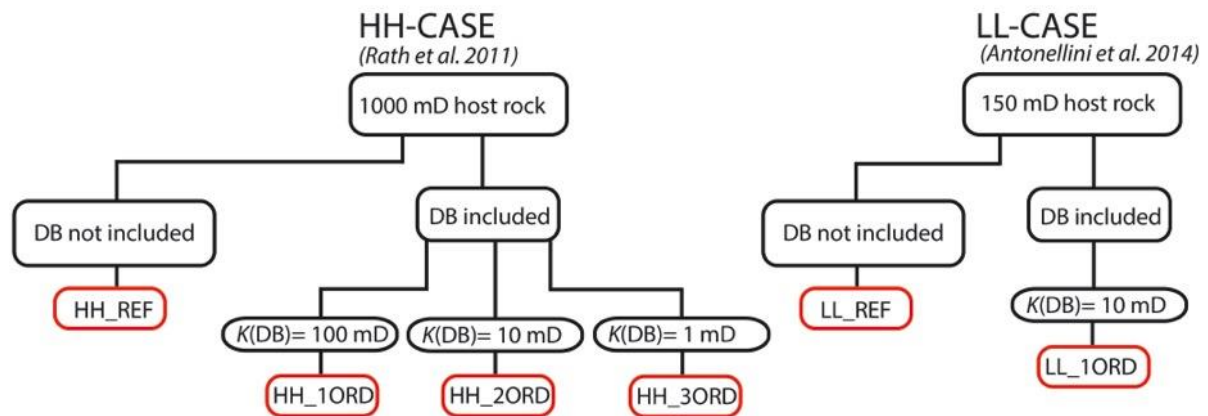 HH-CASE
(Rath et al. 2011)
1000 mD host rock
DB not included
DB included
HH_REF
K(DB)= 100 mD
K(DB)= 10 mD
K(DB)= 1 mD
HH_1ORD
HH_2ORD
HH_3ORD
LL-CASE
(Antonellini et al. 2014)
150 mD host rock
DB not included
DB included
LL_REF
K(DB)= 10 mD
LL_1ORD